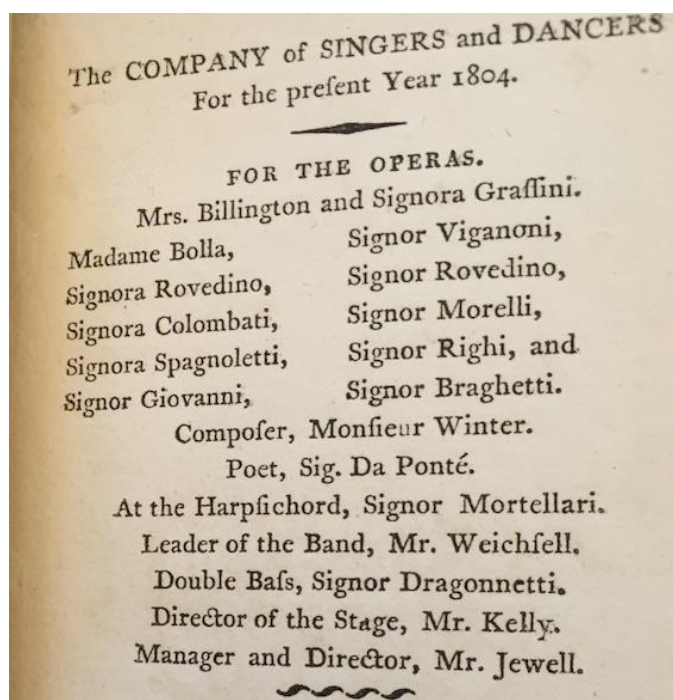 The COMPANY of SINGERS and DANCERS
For the preſent Year 1804.
FOR THE OPERAS.
Mrs. Billington and Signora Graſſini.
Madame Bolla,
Signora Rovedino,
Signora Colombati,
Signora Spagnoletti,
Signor Giovanni,
Signor Viganoni,
Signor Rovedino,
Signor Morelli,
Signor Righi, and
Signor Braghetti.
Compoſer, Monſieur Winter.
Poet, Sig. Da Ponté.
At the Harpſichord, Signor Mortellari.
Leader of the Band, Mr. Weichſell.
Double Baſs, Signor Dragonnetti.
Director of the Stage, Mr. Kelly.
Manager and Director, Mr. Jewell.